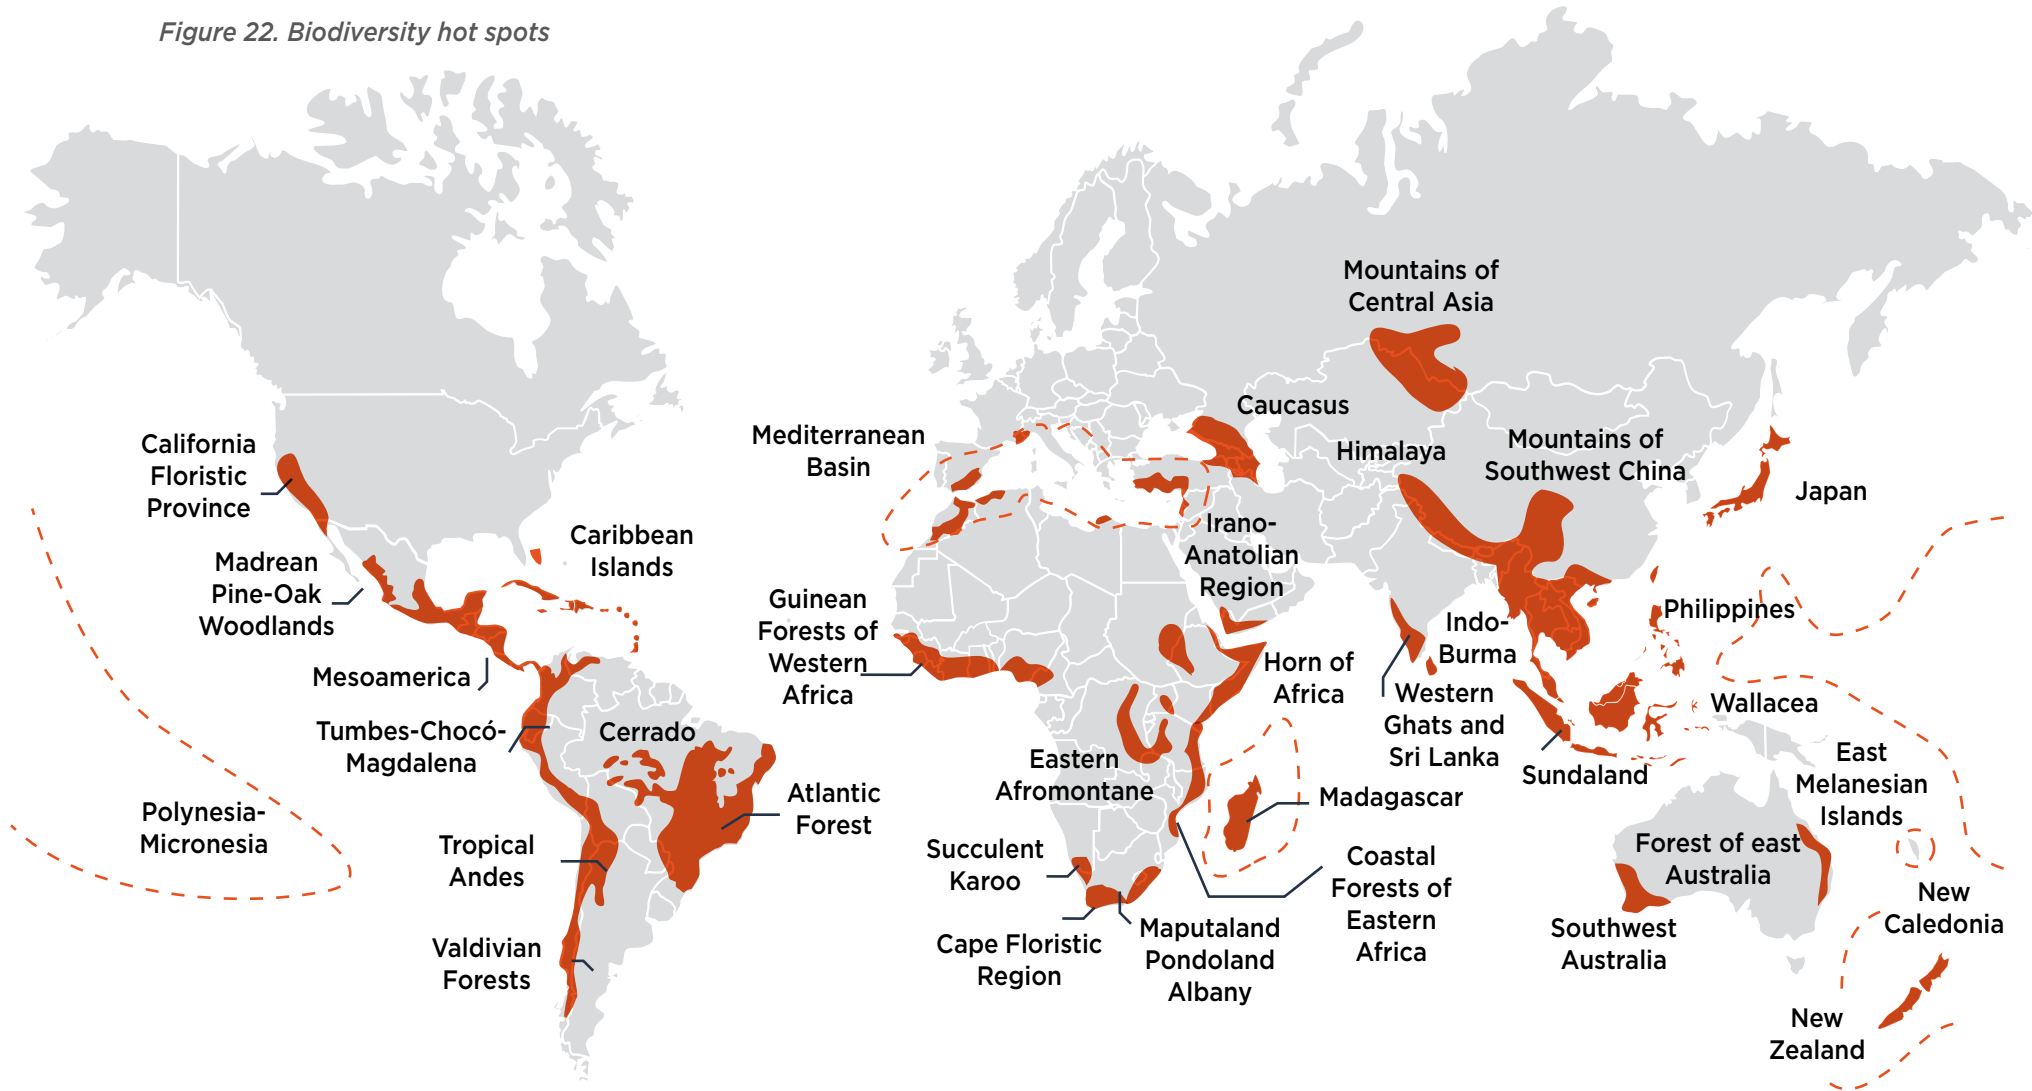 Figure 22. Biodiversity hot spots
Mountains of
Central Asia
Caucasus
Mediterranean
Basin
Himalaya
Mountains of
Southwest China
Japan
California
Floristic
Province
Caribbean
Islands
Irano-
Anatolian
Region
Madrean
Pine-Oak
Woodlands
Guinean
Forests of
Western
Africa
Philippines
Indo-
Burma
Mesoamerica
Horn of
Africa
Western
Ghats and
Sri Lanka
Wallacea
Tumbes-Chocó-
Magdalena
Cerrado
Eastern
Afromontane
Sundaland
East
Melanesian
Islands
Polynesia-
Micronesia
Atlantic
Forest
Madagascar
Tropical
Andes
Succulent
Karoo
Coastal
Forests of
Eastern
Africa
Forest of east
Australia
New
Caledonia
Valdivian
Forests
Cape Floristic
Region
Maputaland
Pondoland
Albany
Southwest
Australia
New
Zealand